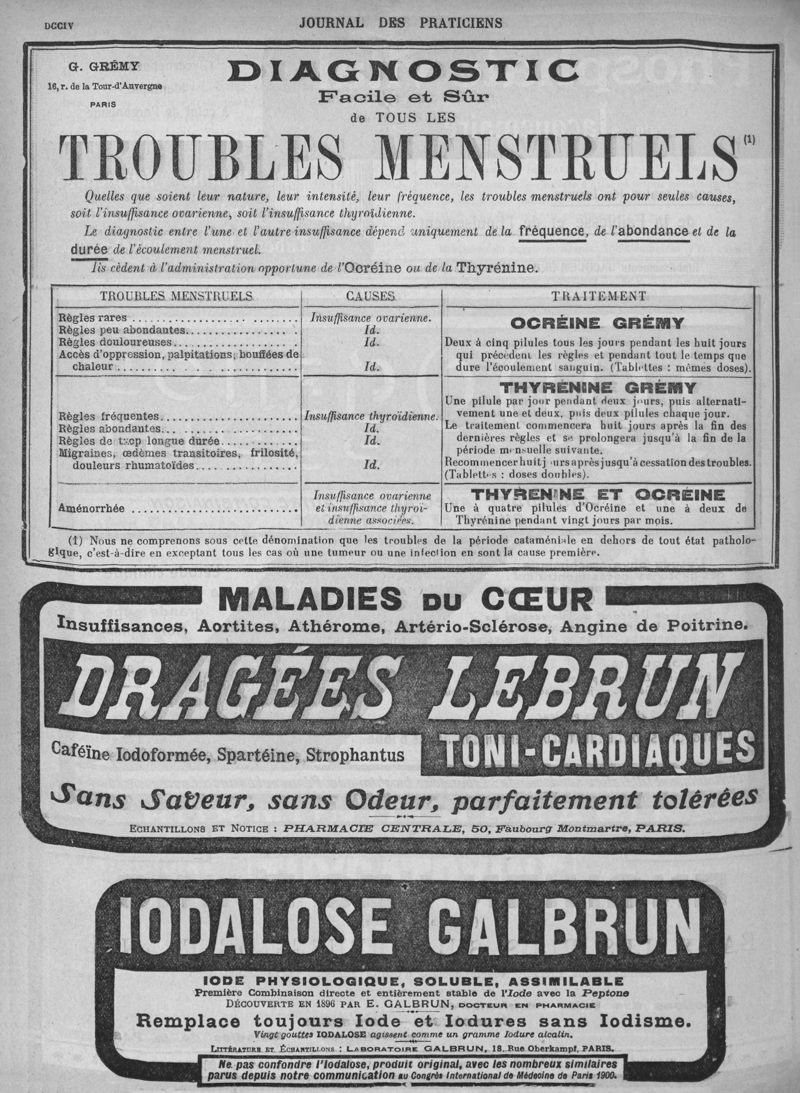 DCCIV
JOURNAL DES PRATICIENS
G. GRÉMY
16, r. de la Tour-d'Auvergne
PARIS
DIAGNOSTIC
Facile et Sûr
de TOUS LES
TROUBLES MENSTRUELS (1)
Quelles que soient leur nature, leur intensité, leur fréquence, les troubles menstruels ont pour seules causes,
soit l'insuffisance ovarienne, soit l'insuffisance thyroïdienne.
Le diagnostic entre l'une et l'autre insuffisance dépend uniquement de la fréquence, de l'abondance et de la
durée de l'écoulement menstruel.
Ils cèdent à l'administration opportune de l'Ocréine ou de la Thyrénine.
TROUBLES MENSTRUELS
CAUSES
TRAITEMENT
Règles rares
Règles peu abondantes
Règles douloureuses
Accès d'oppression, palpitations, bouffées de
chaleur
Insuffisance ovarienne.
Id.
Id.
Id.
OCRÉINE GRÉMY
Deux à cinq pilules tous les jours pendant les huit jours
qui précèdent les règles et pendant tout le temps que
dure l'écoulement sanguin. (Tablettes : mêmes doses).
Règles fréquentes
Règles abondantes
Règles de trop longue durée
Migraines, œdèmes transitoires, frilosité,
douleurs rhumatoïdes
Insuffisance thyroïdienne.
Id.
Id.
Id.
THYRÉNINE GRÉMY
Une pilule par jour pendant deux jours, puis alternati-
vement une et deux, puis deux pilules chaque jour.
Le traitement commencera huit jours après la fin des
dernières règles et se prolongera jusqu'à la fin de la
période mensuelle suivante.
Recommencer huit jours après jusqu'à cessation des troubles.
(Tablettes : doses doubles).
Aménorrhée
Insuffisance ovarienne
et insuffisance thyroï-
dienne associées.
THYRENINE ET OCRÉINE
Une à quatre pilules d'Ocréine et une à deux de
Thyrénine pendant vingt jours par mois.
(1) Nous ne comprenons sous cette dénomination que les troubles de la période cataméniale en dehors de tout état patholo-
gique, c'est-à-dire en exceptant tous les cas où une tumeur ou une infection en sont la cause première.
MALADIES DU CŒUR
Insuffisances, Aortites, Athérome, Artério-Sclérose, Angine de Poitrine.
DRAGÉES LEBRUN
Caféïne Iodoformée, Spartéine, Strophantus
TONI-CARDIAQUES
Sans Saveur, sans Odeur, parfaitement tolérées
ECHANTILLONS ET NOTICE : PHARMACIE CENTRALE, 50, Faubourg Montmartre, PARIS.
IODALOSE GALBRUN
IODE PHYSIOLOGIQUE, SOLUBLE, ASSIMILABLE
Première Combinaison directe et entièrement stable de l'Iode avec la Peptone
DÉCOUVERTE EN 1896 PAR E. GALBRUN, DOCTEUR EN PHARMACIE
Remplace toujours Iode et Iodures sans Iodisme.
Vingt gouttes IODALOSE agissent comme un gramme Iodure alcalin.
LITTÉRATURE ET ÉCHANTILLONS : LABORATOIRE GALBRUN, 18, Rue Oberkampf, PARIS.
Ne pas confondre l'Iodalose, produit original, avec les nombreux similaires
parus depuis notre communication au Congrès International de Médecine de Paris 1900.